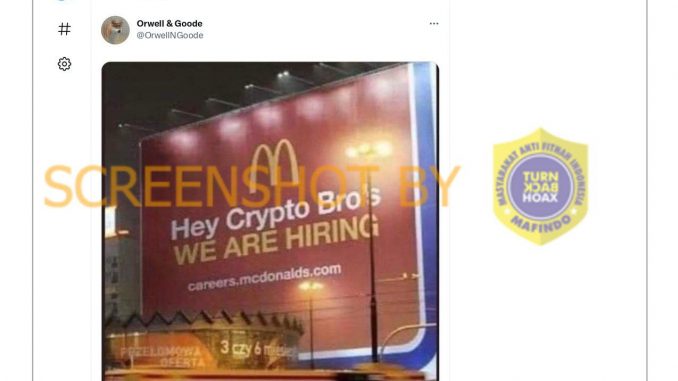 Orwell & Goode
@OrwellNGoode
#
SCREENSHOT BY
MASYARAKAT ANTI FITNAH INDONESIA
TURN
BACK
HOAX
MAFINDO
Hey Crypto Bro's
WE ARE HIRING
careers.mcdonalds.com
PRZEŁOMOWA
OFERTA
3 czy 6 miesięcy